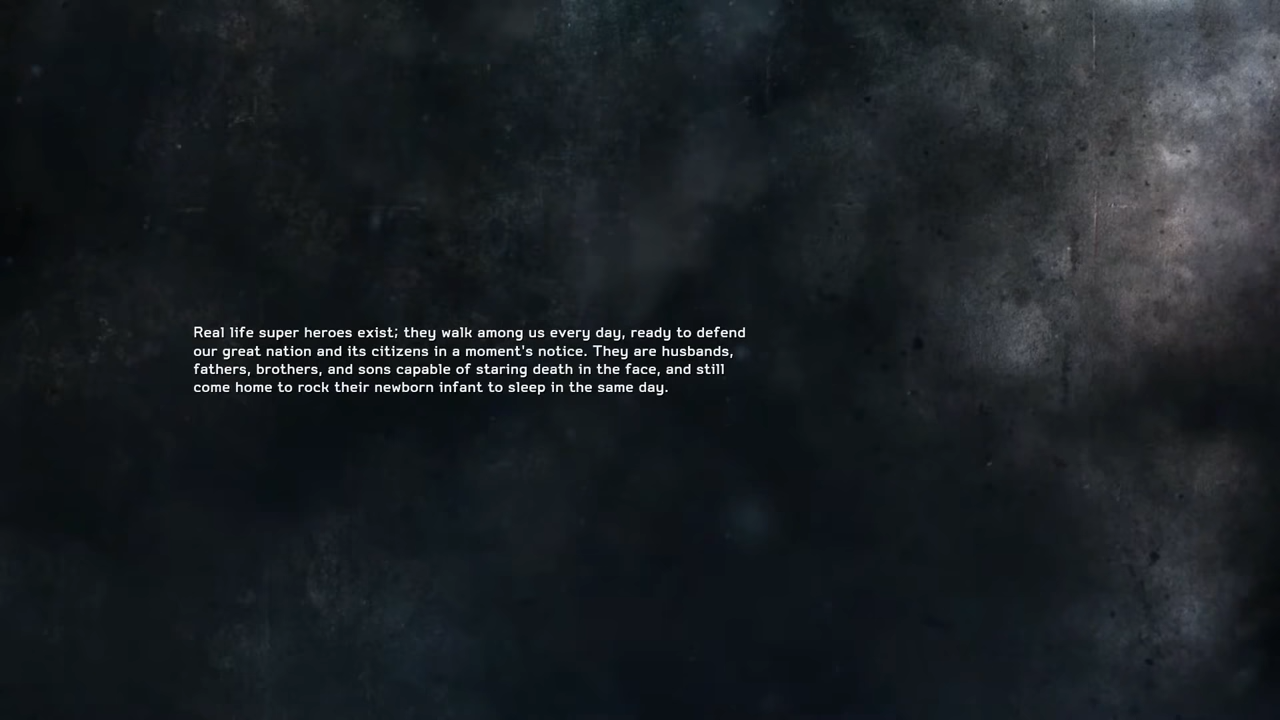 Real life super heroes exist; they walk among us every day, ready to defend
our great nation and its citizens in a moment's notice. They are husbands,
fathers, brothers, and sons capable of staring death in the face, and still
come home to rock their newborn infant to sleep in the same day.